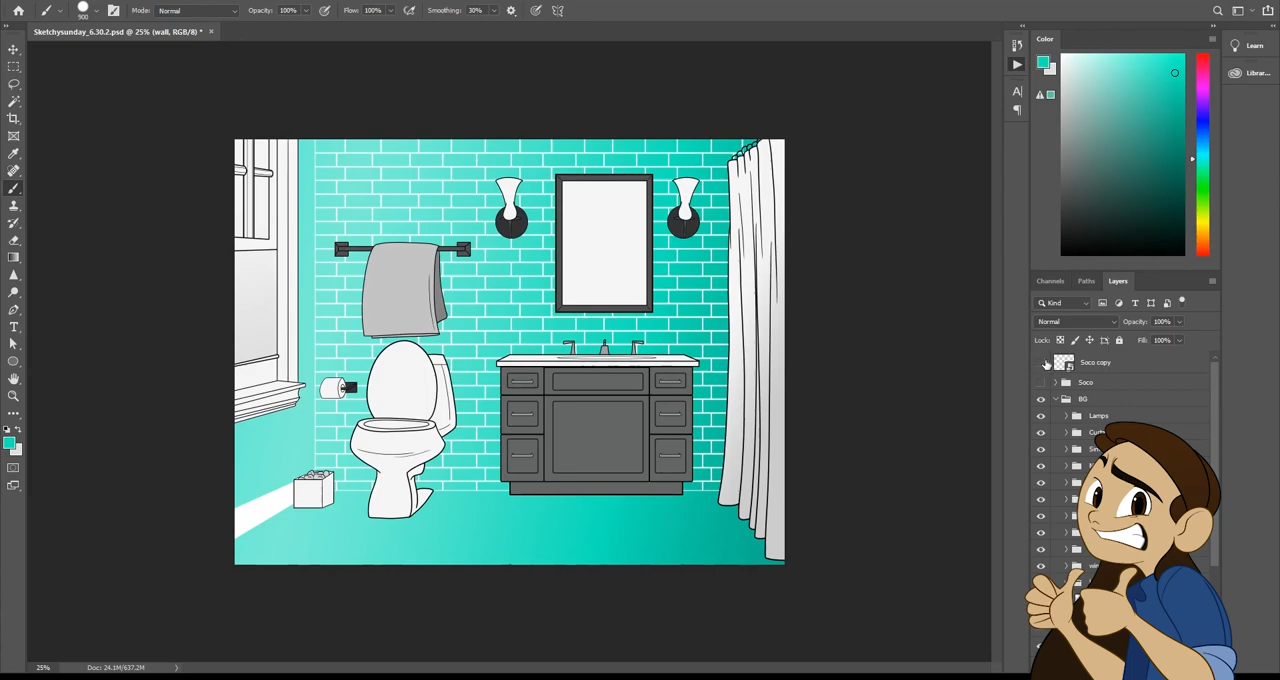 900
Mode: Normal
Opacity: 100%
Flow: 100%
Smoothing: 30%
Sketchysunday_6.30.2.psd @ 25% (wall, RGB/8) * ×
Color
Learn
Librar...
Channels Paths Layers
Kind
Normal Opacity: 100%
Lock: Fill: 100%
Soco copy
Soco
BG
Lamps
25% Doc: 24.1M/637.2M